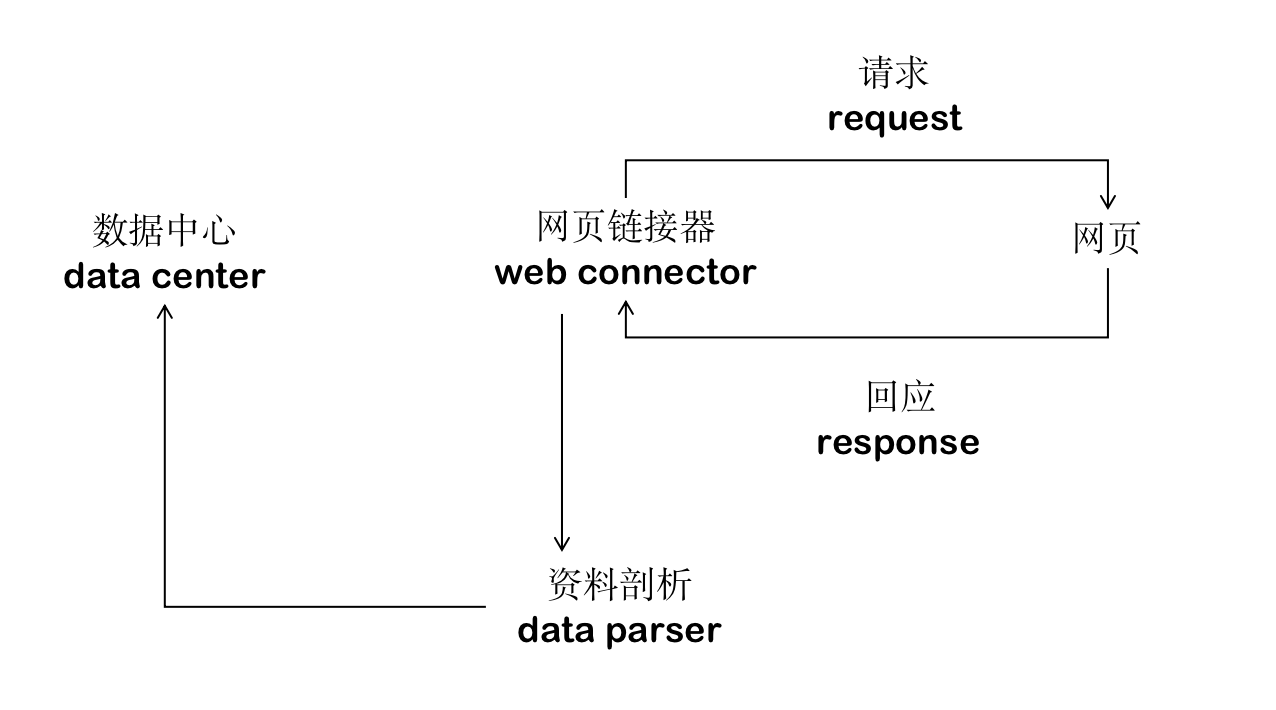 请求
request
数据中心
data center
网页链接器
web connector
网页
回应
response
资料剖析
data parser